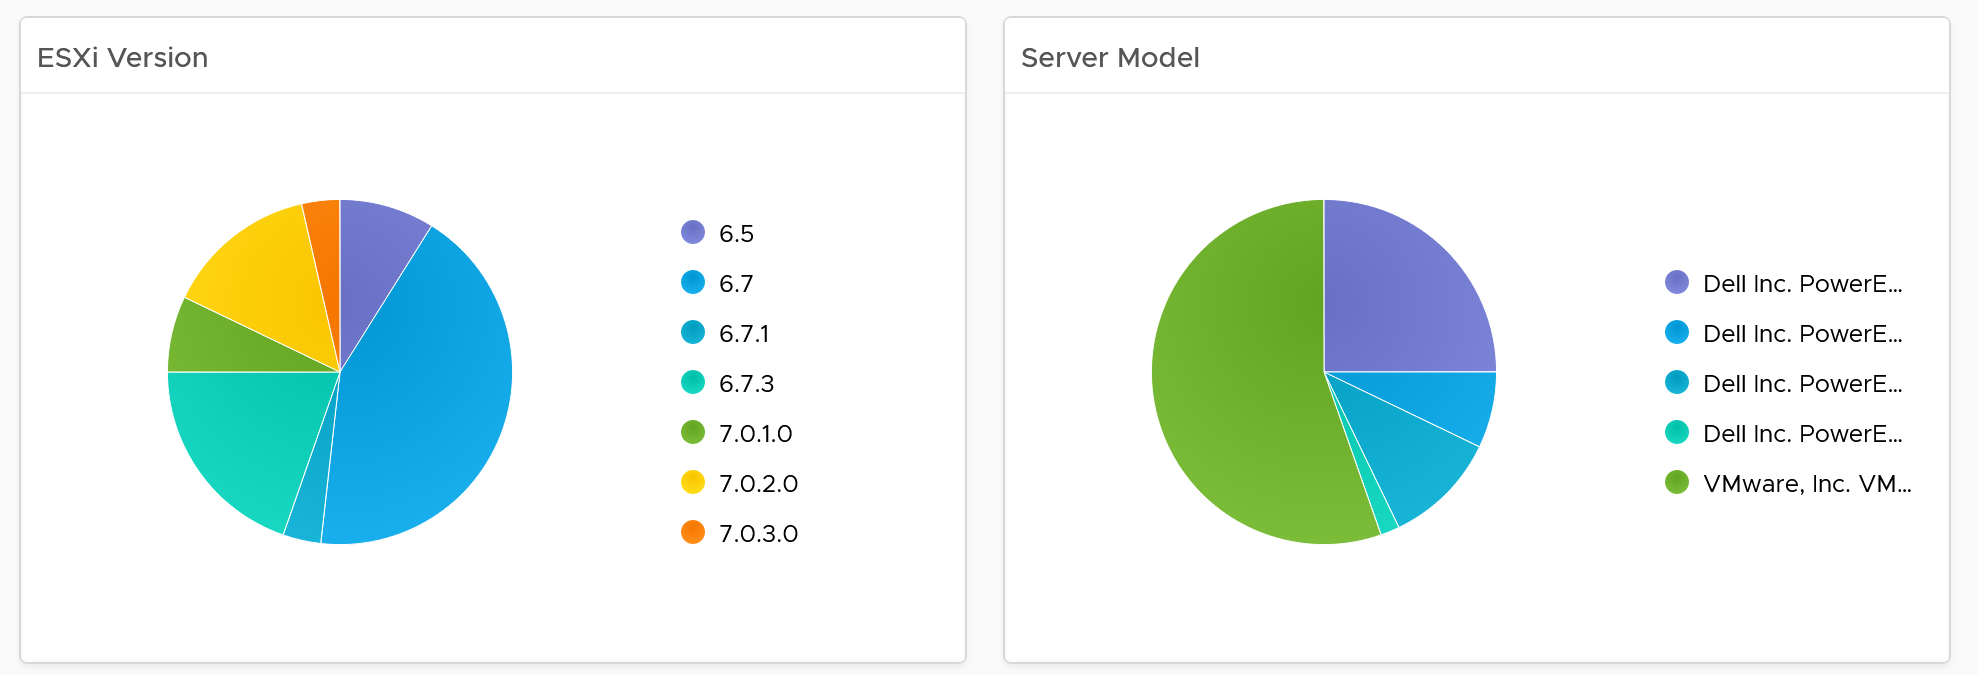 ESXi Version
6.5
6.7
6.7.1
6.7.3
7.0.1.0
7.0.2.0
7.0.3.0
Server Model
Dell Inc. PowerE...
Dell Inc. PowerE...
Dell Inc. PowerE...
Dell Inc. PowerE...
VMware, Inc. VM...